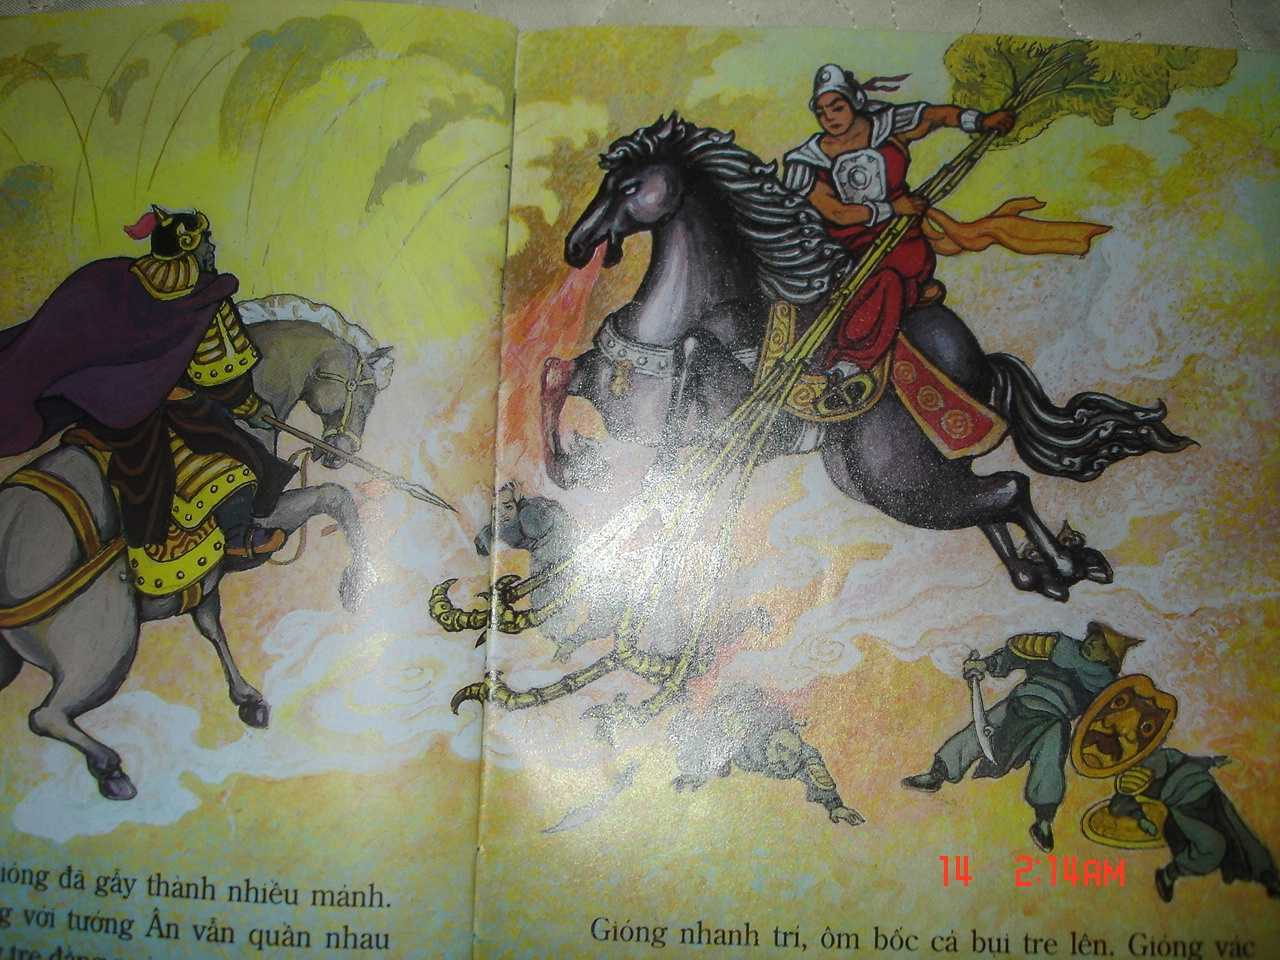 đã gẫy thành nhiều mảnh.
với tướng Ân vẫn quần nhau
tre
Gióng nhanh trí, ôm bốc cả bụi tre lên. Gióng vác
14 2:14AM